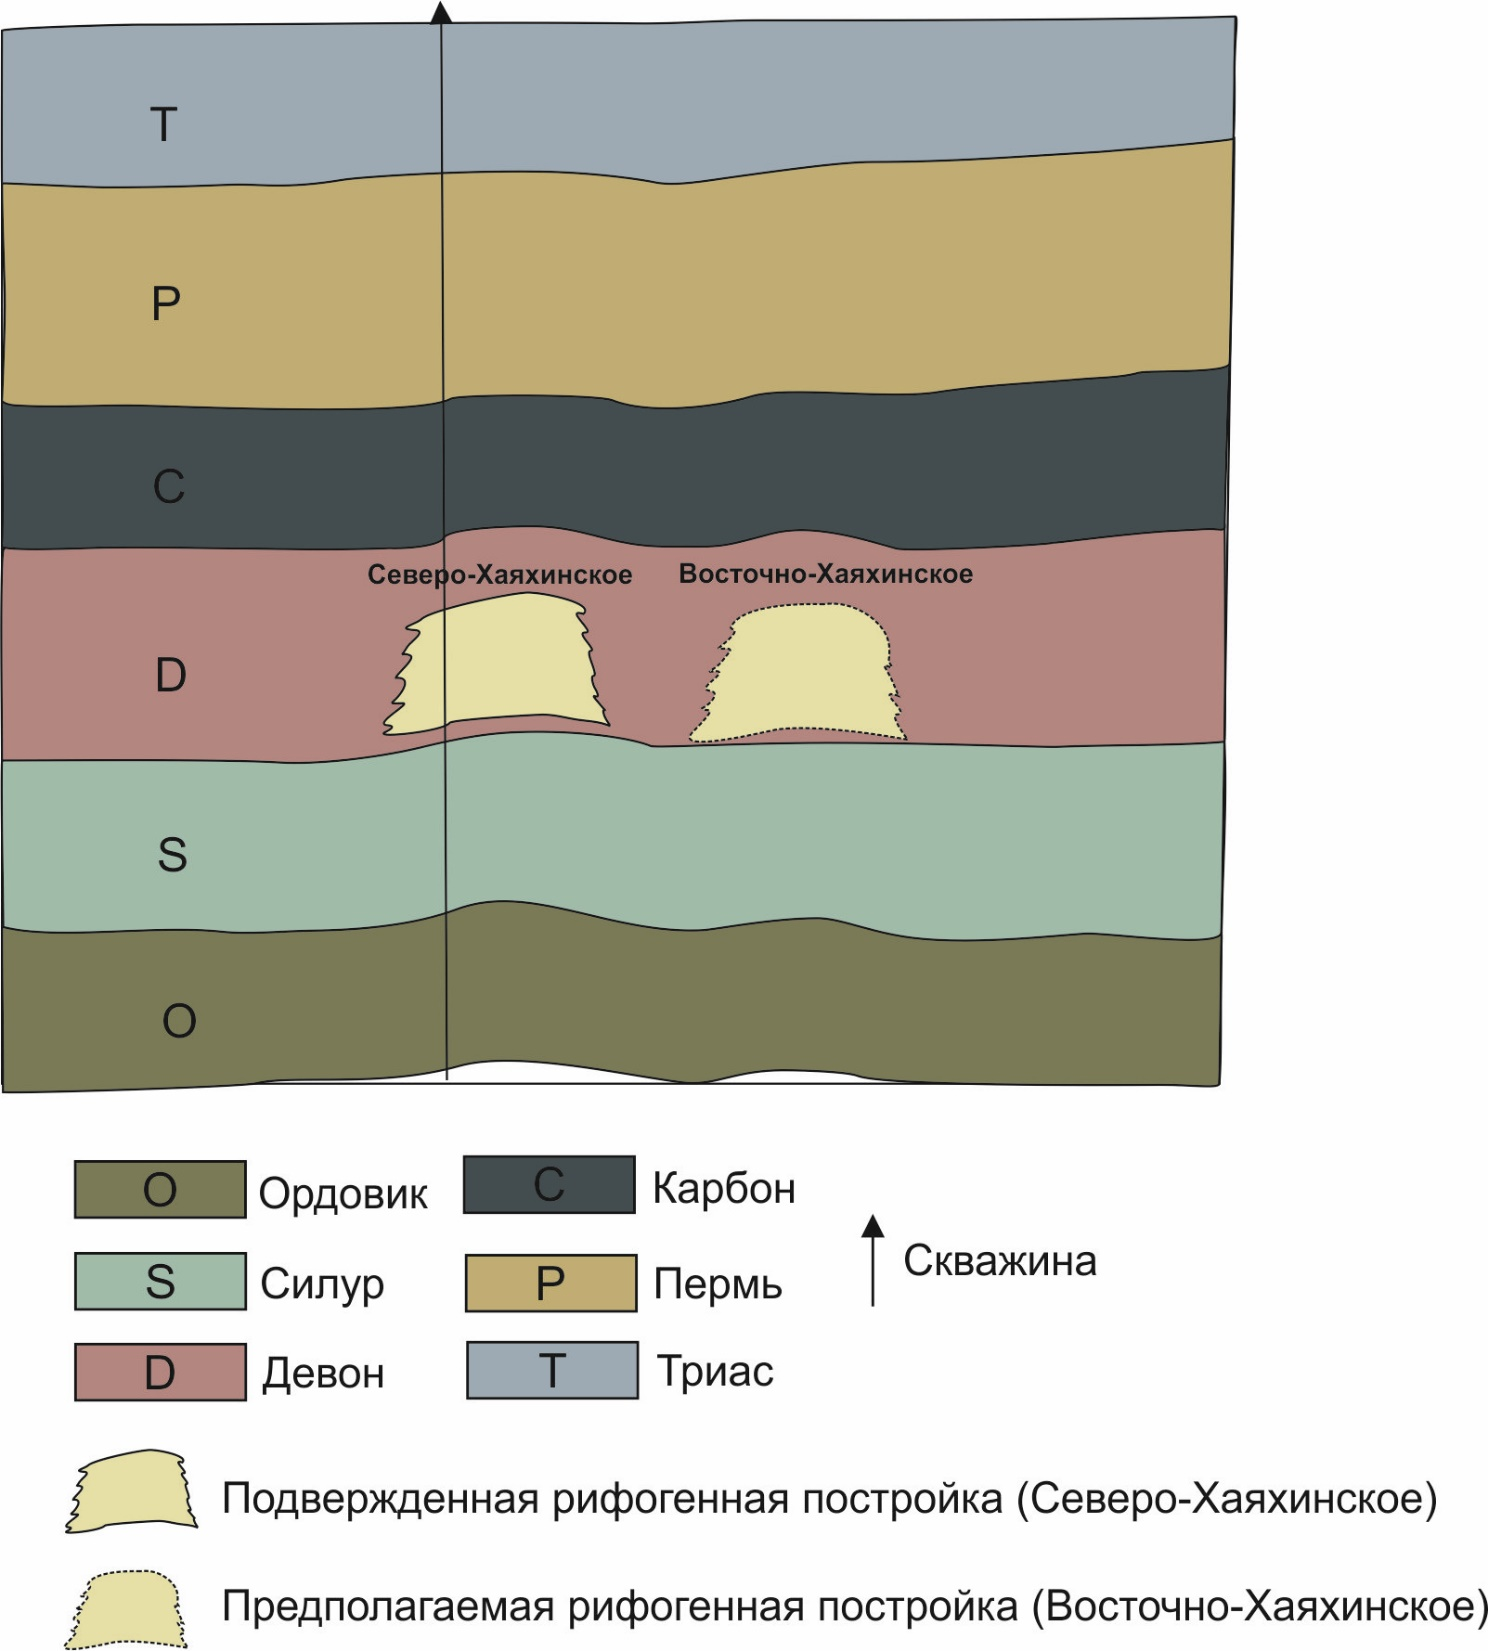 T
P
C
Северо-Хаяхинское Восточно-Хаяхинское
D
S
O
O Ордовик C Карбон
S Силур P Пермь Скважина
D Девон T Триас
Подвержденная рифогенная постройка (Северо-Хаяхинское)
Предполагаемая рифогенная постройка (Восточно-Хаяхинское)